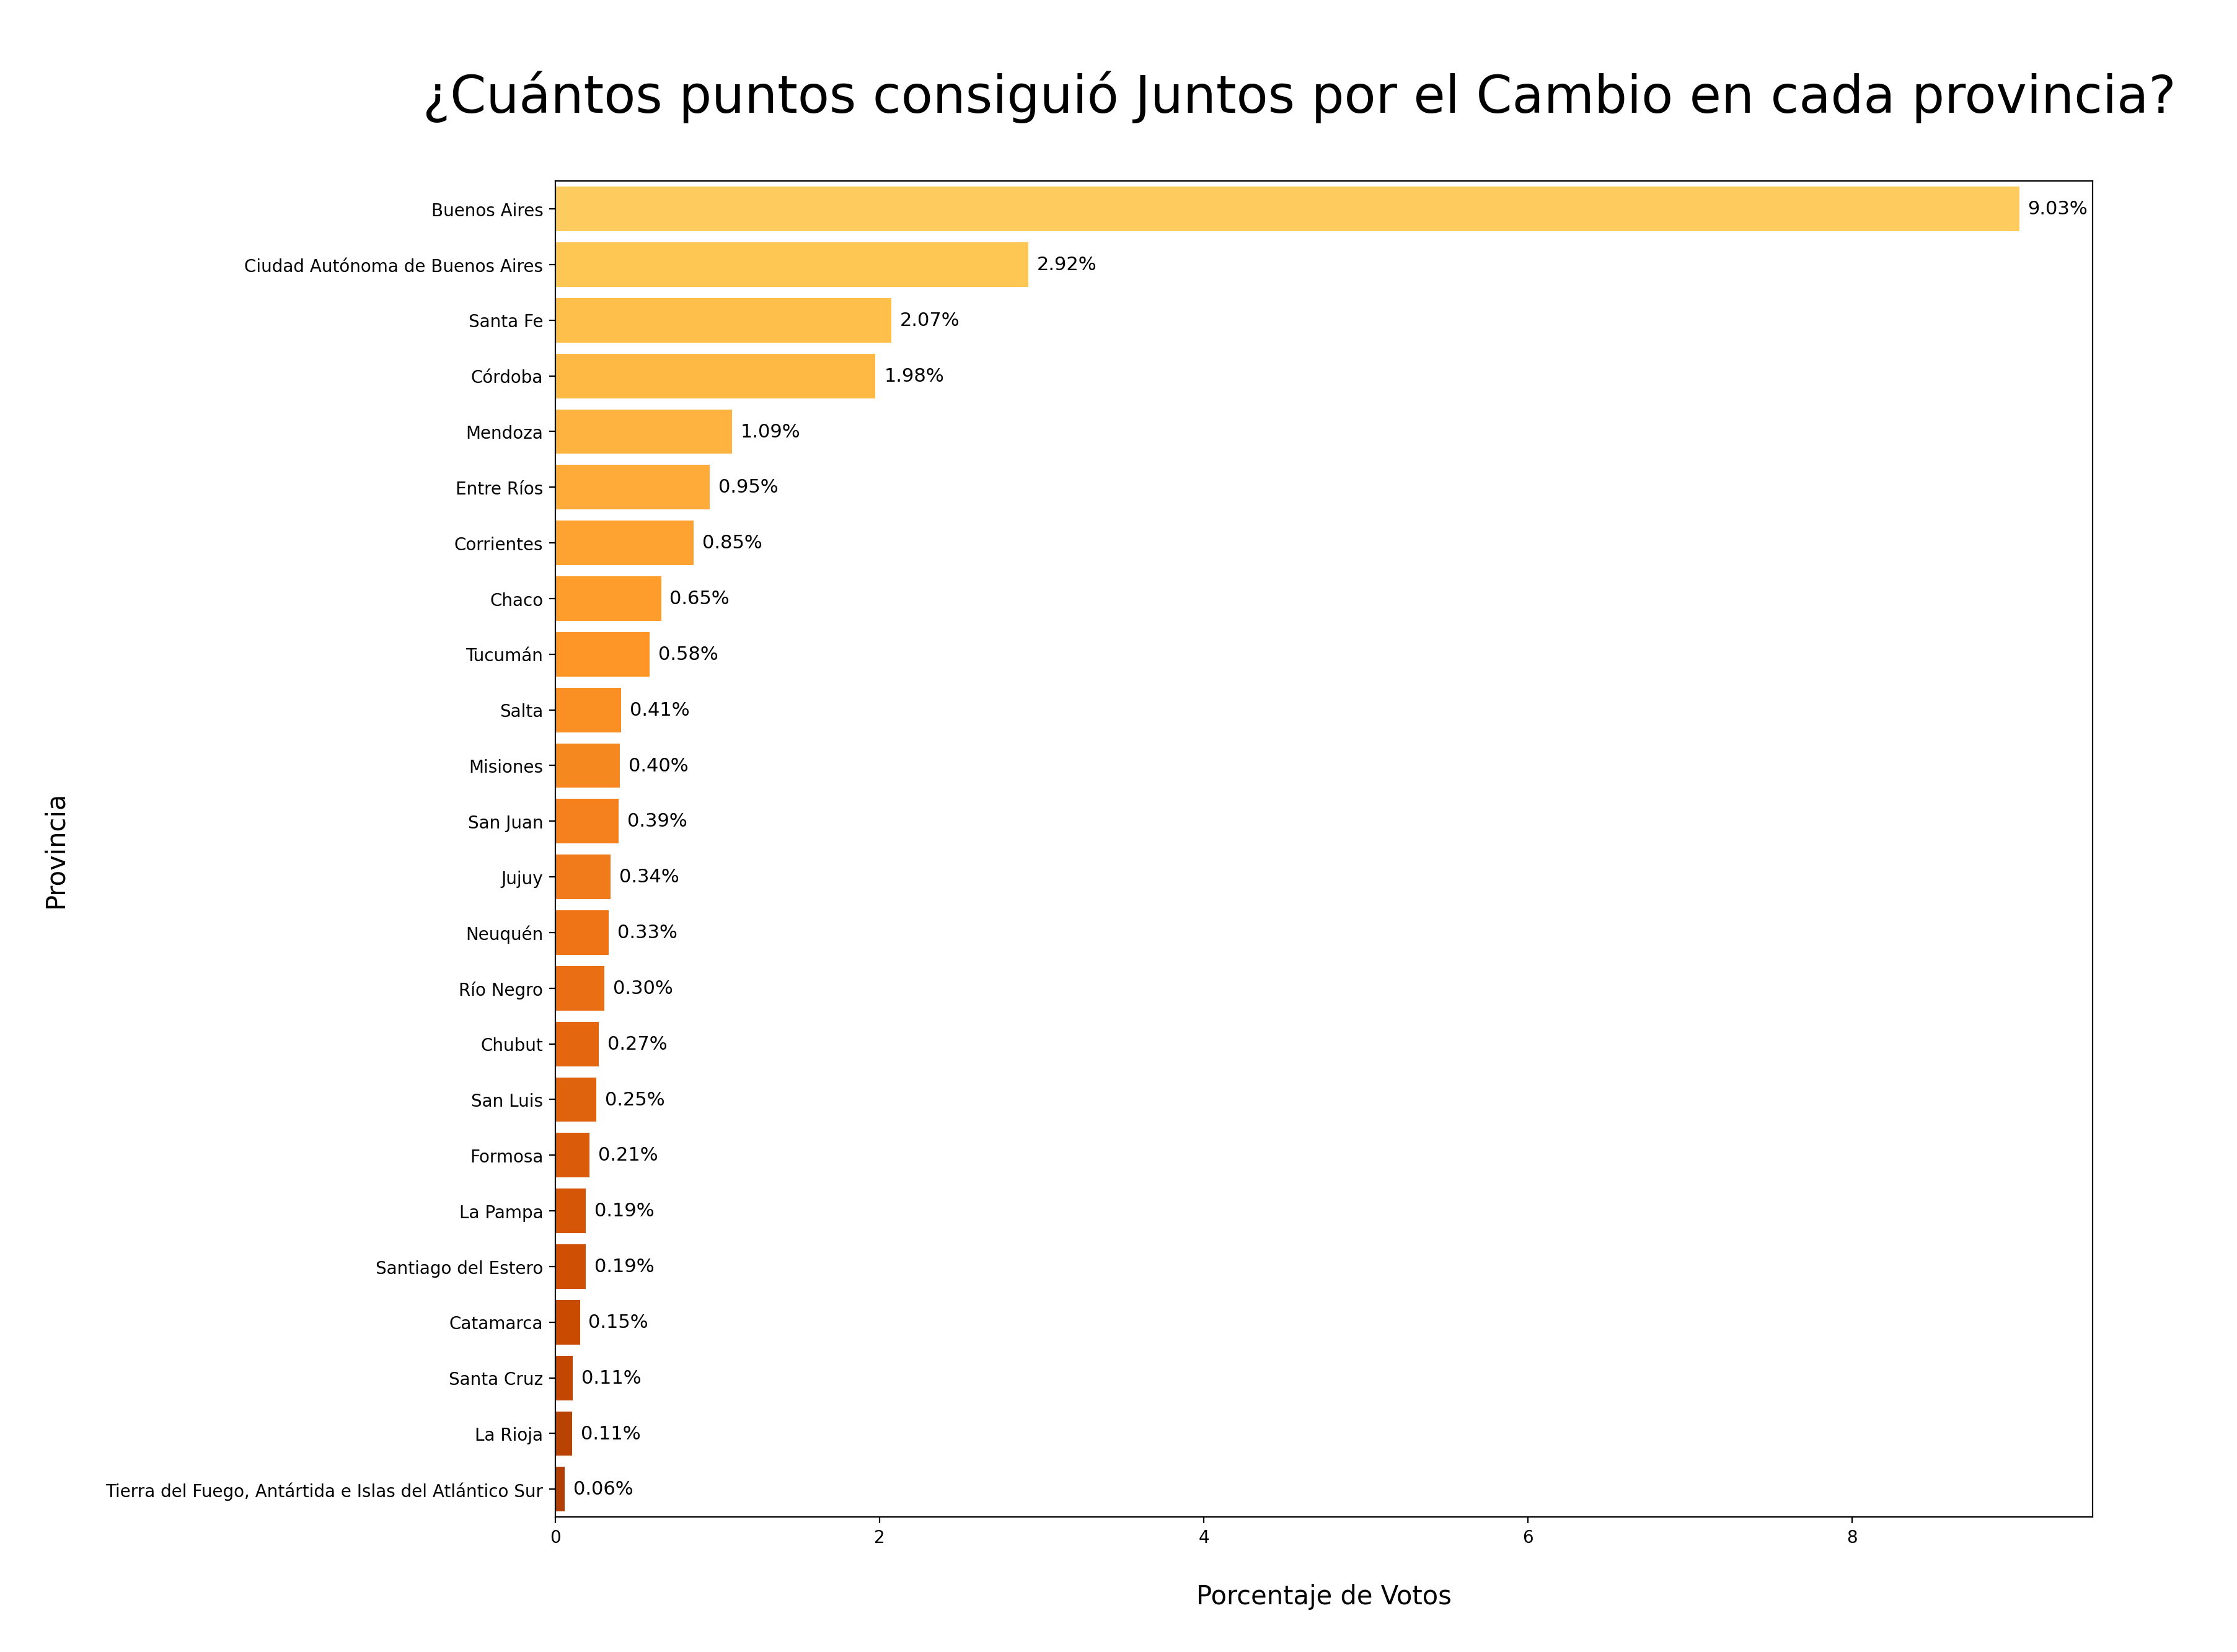 ¿Cuántos puntos consiguió Juntos por el Cambio en cada provincia?
Provincia
Buenos Aires 9.03%
Ciudad Autónoma de Buenos Aires 2.92%
Santa Fe 2.07%
Córdoba 1.98%
Mendoza 1.09%
Entre Ríos 0.95%
Corrientes 0.85%
Chaco 0.65%
Tucumán 0.58%
Salta 0.41%
Misiones 0.40%
San Juan 0.39%
Jujuy 0.34%
Neuquén 0.33%
Río Negro 0.30%
Chubut 0.27%
San Luis 0.25%
Formosa 0.21%
La Pampa 0.19%
Santiago del Estero 0.19%
Catamarca 0.15%
Santa Cruz 0.11%
La Rioja 0.11%
Tierra del Fuego, Antártida e Islas del Atlántico Sur 0.06%
0 2 4 6 8
Porcentaje de Votos